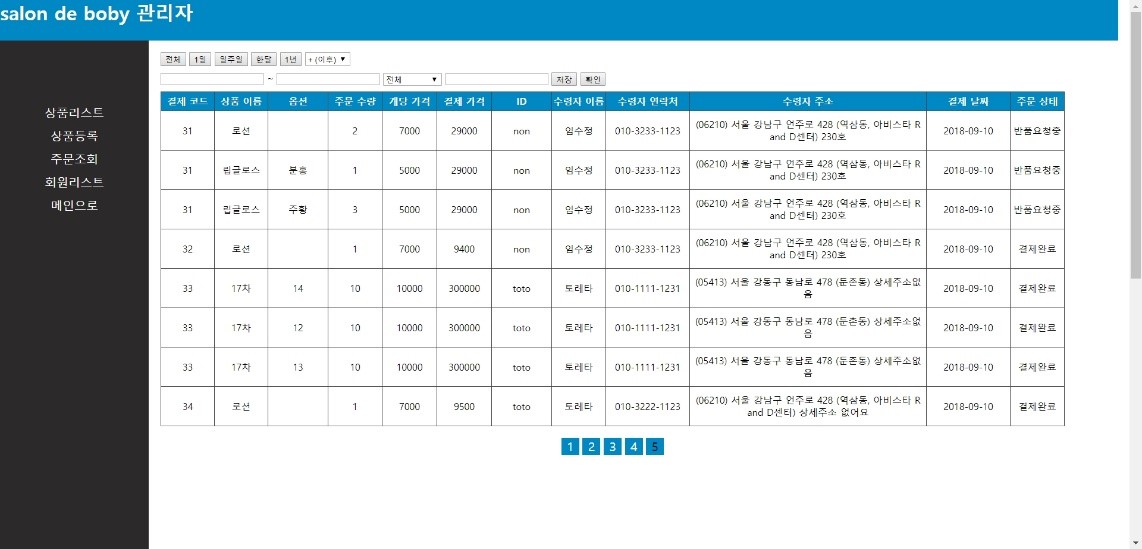 salon de boby 관리자
전체 1일 일주일 한달 1년 + (이후) ▼
~ 전체 ▼ 저장 확인
상품리스트
상품등록
주문조회
회원리스트
메인으로
결제 코드 상품 이름 옵션 주문 수량 개당 가격 결제 가격 ID 수령자 이름 수령자 연락처 수령자 주소 결제 날짜 주문 상태
31 로션 2 7000 29000 non 임수정 010-3233-1123 (06210) 서울 강남구 언주로 428 (역삼동, 아비스타 R 2018-09-10 반품요청중
and D센터) 230호
31 립글로스 분홍 1 5000 29000 non 임수정 010-3233-1123 (06210) 서울 강남구 언주로 428 (역삼동, 아비스타 R 2018-09-10 반품요청중
and D센터) 230호
31 립글로스 주황 3 5000 29000 non 임수정 010-3233-1123 (06210) 서울 강남구 언주로 428 (역삼동, 아비스타 R 2018-09-10 반품요청중
and D센터) 230호
32 로션 1 7000 9400 non 임수정 010-3233-1123 (06210) 서울 강남구 언주로 428 (역삼동, 아비스타 R 2018-09-10 결제완료
and D센터) 230호
33 17차 14 10 10000 300000 toto 토레타 010-1111-1231 (05413) 서울 강동구 동남로 478 (둔촌동) 상세주소없 2018-09-10 결제완료
음
33 17차 12 10 10000 300000 toto 토레타 010-1111-1231 (05413) 서울 강동구 동남로 478 (둔촌동) 상세주소없 2018-09-10 결제완료
음
33 17차 13 10 10000 300000 toto 토레타 010-1111-1231 (05413) 서울 강동구 동남로 478 (둔촌동) 상세주소없 2018-09-10 결제완료
음
34 로션 1 7000 9500 toto 토레타 010-3222-1123 (06210) 서울 강남구 언주로 428 (역삼동, 아비스타 R 2018-09-10 결제완료
and D센터) 상세주소 없어요
1 2 3 4 5